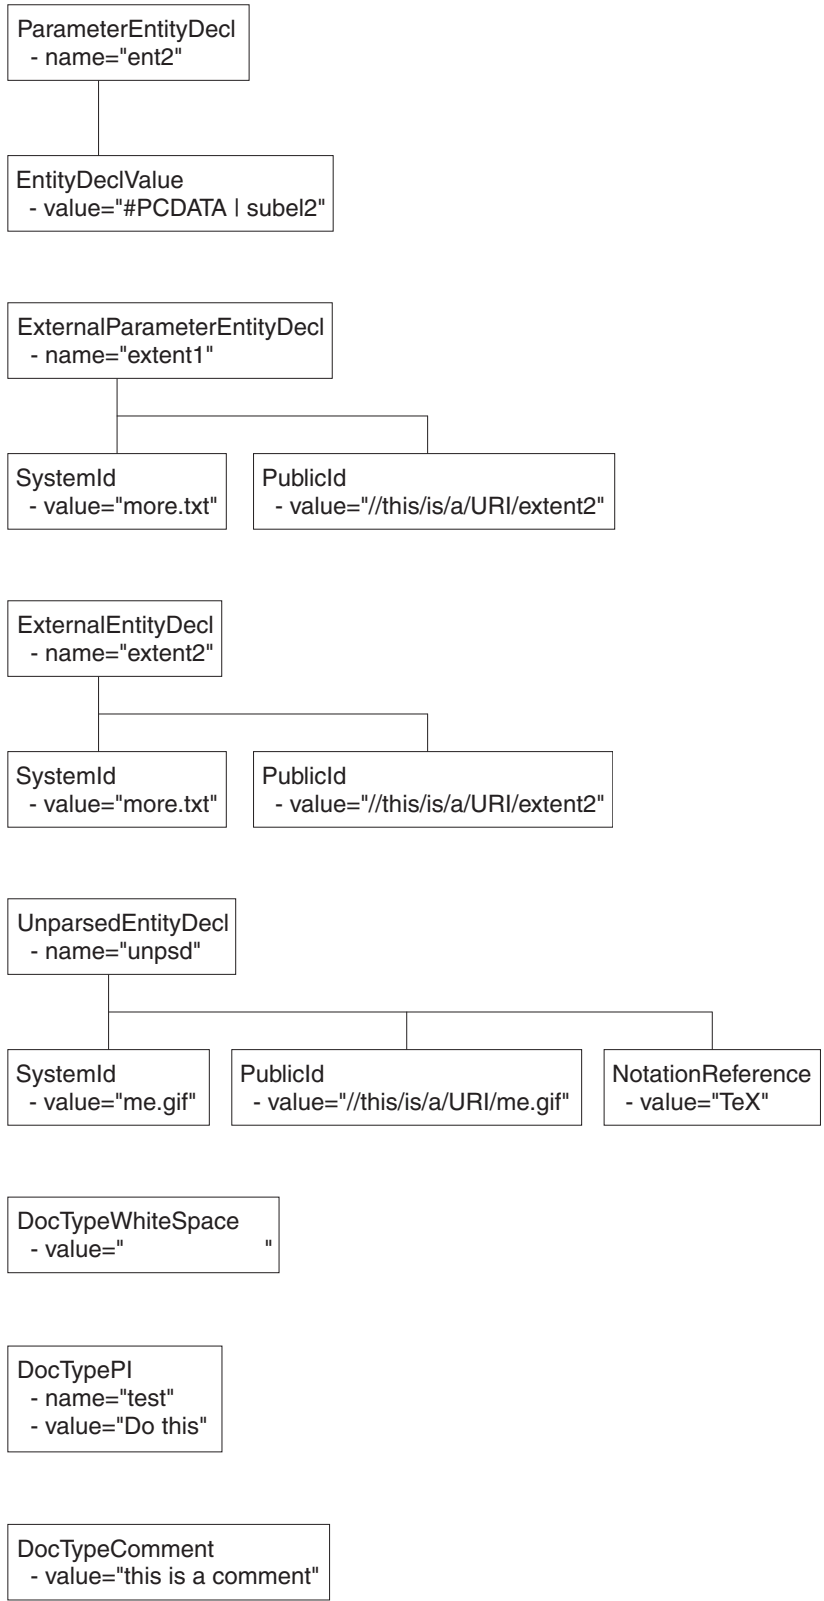 ParameterEntityDecl
- name="ent2"
EntityDeclValue
- value="#PCDATA | subel2"
ExternalParameterEntityDecl
- name="extent1"
SystemId
- value="more.txt"
PublicId
- value="//this/is/a/URI/extent2"
ExternalEntityDecl
- name="extent2"
SystemId
- value="more.txt"
PublicId
- value="//this/is/a/URI/extent2"
UnparsedEntityDecl
- name="unpsd"
SystemId
- value="me.gif"
PublicId
- value="//this/is/a/URI/me.gif"
NotationReference
- value="TeX"
DocTypeWhiteSpace
- value="                    "
DocTypePI
- name="test"
- value="Do this"
DocTypeComment
- value="this is a comment"